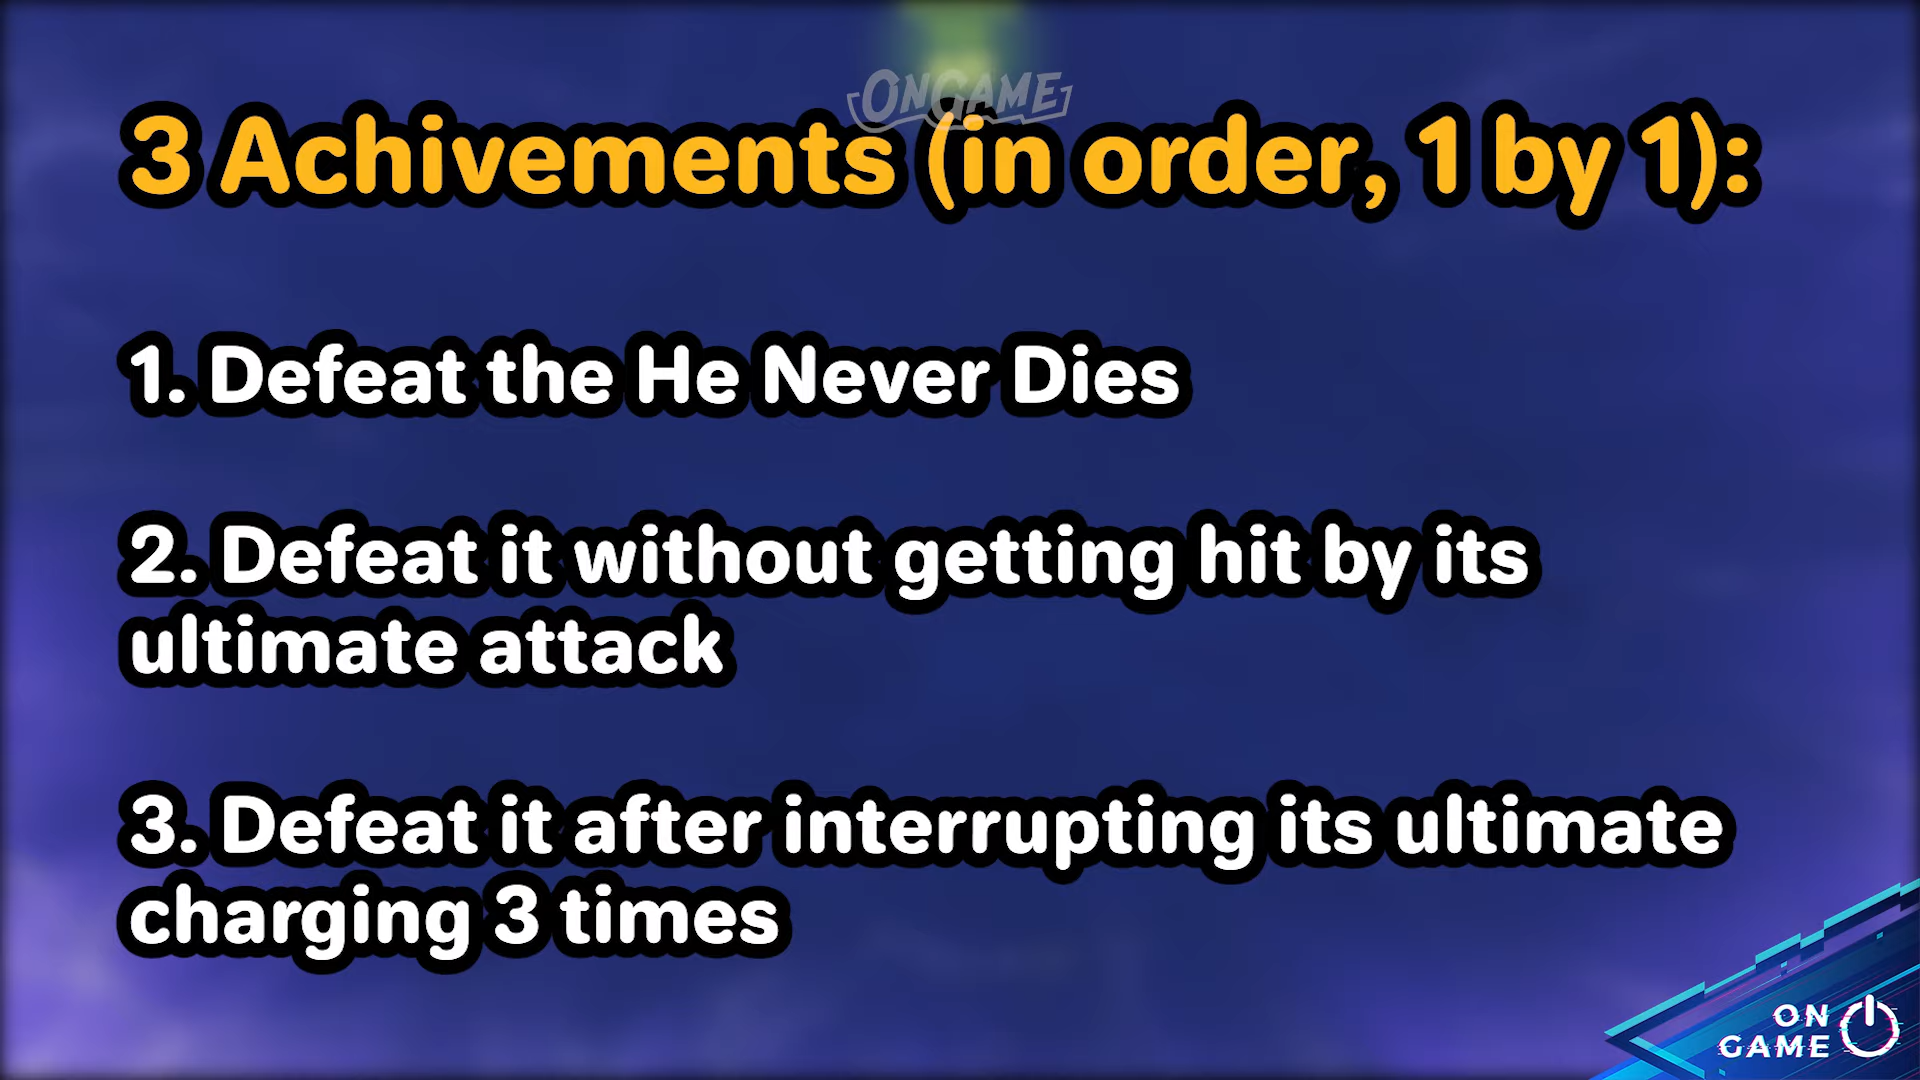 ONGAME
3 Achivements (in order, 1 by 1):
1. Defeat the He Never Dies
2. Defeat it without getting hit by its
ultimate attack
3. Defeat it after interrupting its ultimate
charging 3 times
ON
GAME